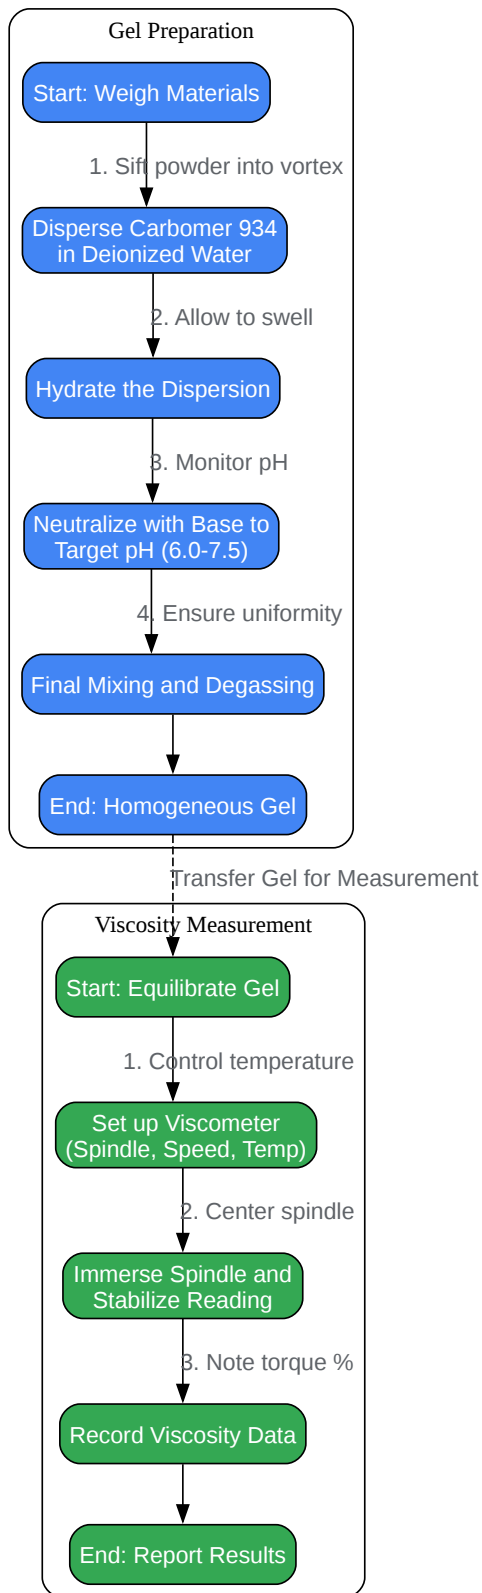 Gel Preparation
Start: Weigh Materials
1. Sift powder into vortex
Disperse Carbomer 934
in Deionized Water
2. Allow to swell
Hydrate the Dispersion
3. Monitor pH
Neutralize with Base to
Target pH (6.0-7.5)
4. Ensure uniformity
Final Mixing and Degassing
End: Homogeneous Gel
Transfer Gel for Measurement
Viscosity Measurement
Start: Equilibrate Gel
1. Control temperature
Set up Viscometer
(Spindle, Speed, Temp)
2. Center spindle
Immerse Spindle and
Stabilize Reading
3. Note torque %
Record Viscosity Data
End: Report Results